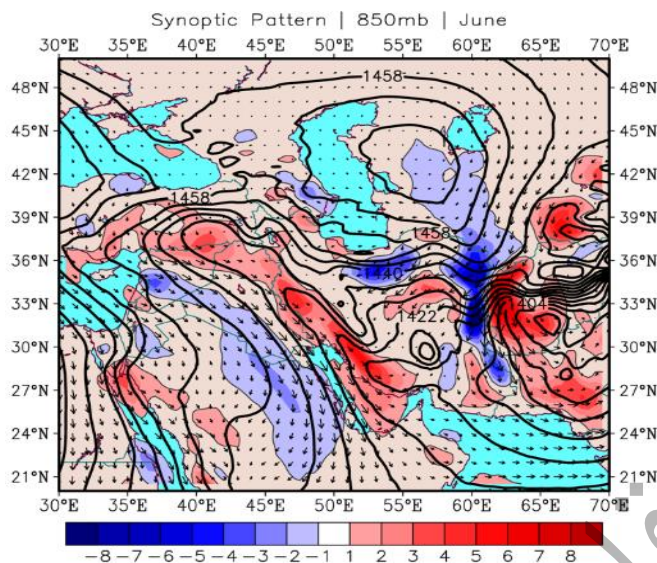 Synoptic Pattern | 850mb | June
30°E 35°E 40°E 45°E 50°E 55°E 60°E 65°E 70°E
48°N 1458 48°N
45°N 45°N
42°N 42°N
39°N 1458 1458 39°N
36°N 1440 36°N
33°N 1422 1404 33°N
30°N 30°N
27°N 27°N
24°N 24°N
21°N 21°N
30°E 35°E 40°E 45°E 50°E 55°E 60°E 65°E 70°E
-8 -7 -6 -5 -4 -3 -2 -1 1 2 3 4 5 6 7 8